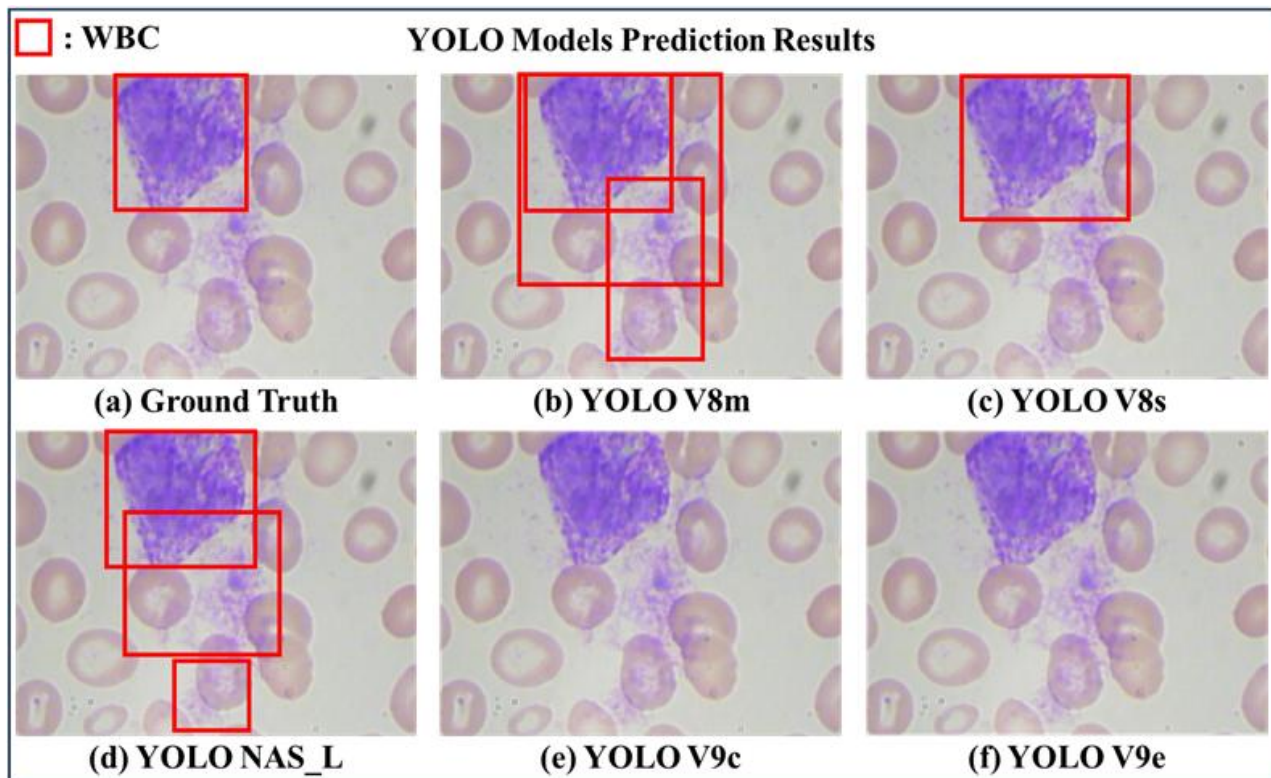 : WBC
YOLO Models Prediction Results
(a) Ground Truth
(b) YOLO V8m
(c) YOLO V8s
(d) YOLO NAS_L
(e) YOLO V9c
(f) YOLO V9e